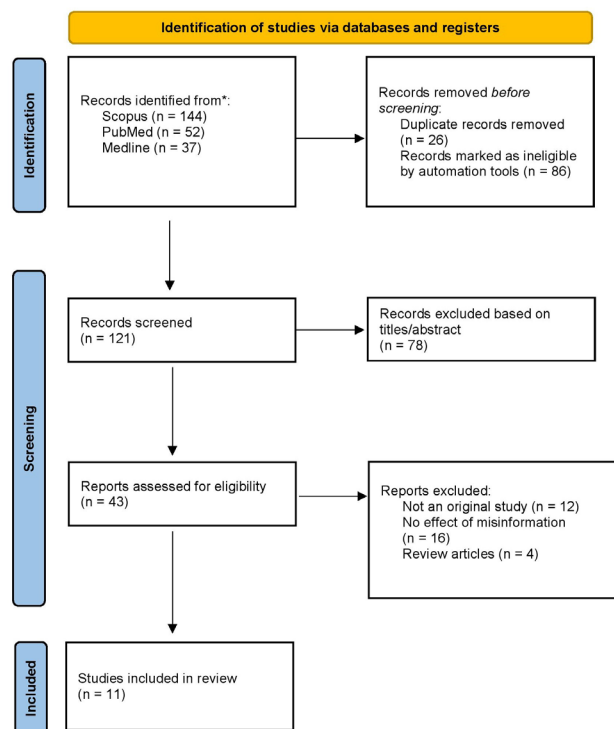 Identification of studies via databases and registers
Identification
Records identified from*:
Scopus (n = 144)
PubMed (n = 52)
Medline (n = 37)
Records removed before
screening:
Duplicate records removed
(n = 26)
Records marked as ineligible
by automation tools (n = 86)
Screening
Records screened
(n = 121)
Records excluded based on
titles/abstract
(n = 78)
Reports assessed for eligibility
(n = 43)
Reports excluded:
Not an original study (n = 12)
No effect of misinformation
(n = 16)
Review articles (n = 4)
Included
Studies included in review
(n = 11)